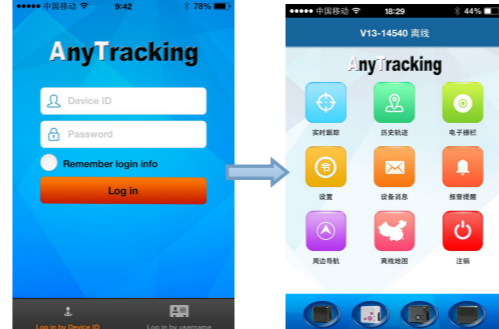 中国移动 9:42 78%
AnyTracking
Device ID
Password
Remember login info
Log in
Log in by Device ID Log in by username
中国移动 18:29 44%
V13-14540 离线
AnyTracking
实时跟踪 历史轨迹 电子栅栏
设置 设备消息 报警提醒
周边导航 离线地图 注销